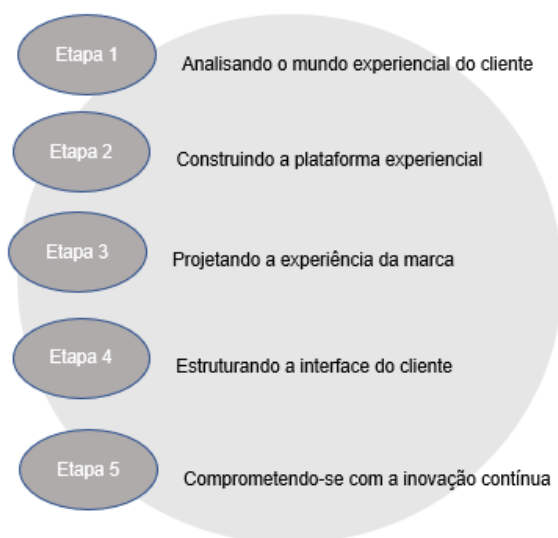 Etapa 1
Analisando o mundo experiencial do cliente
Etapa 2
Construindo a plataforma experiencial
Etapa 3
Projetando a experiência da marca
Etapa 4
Estruturando a interface do cliente
Etapa 5
Comprometendo-se com a inovação contínua